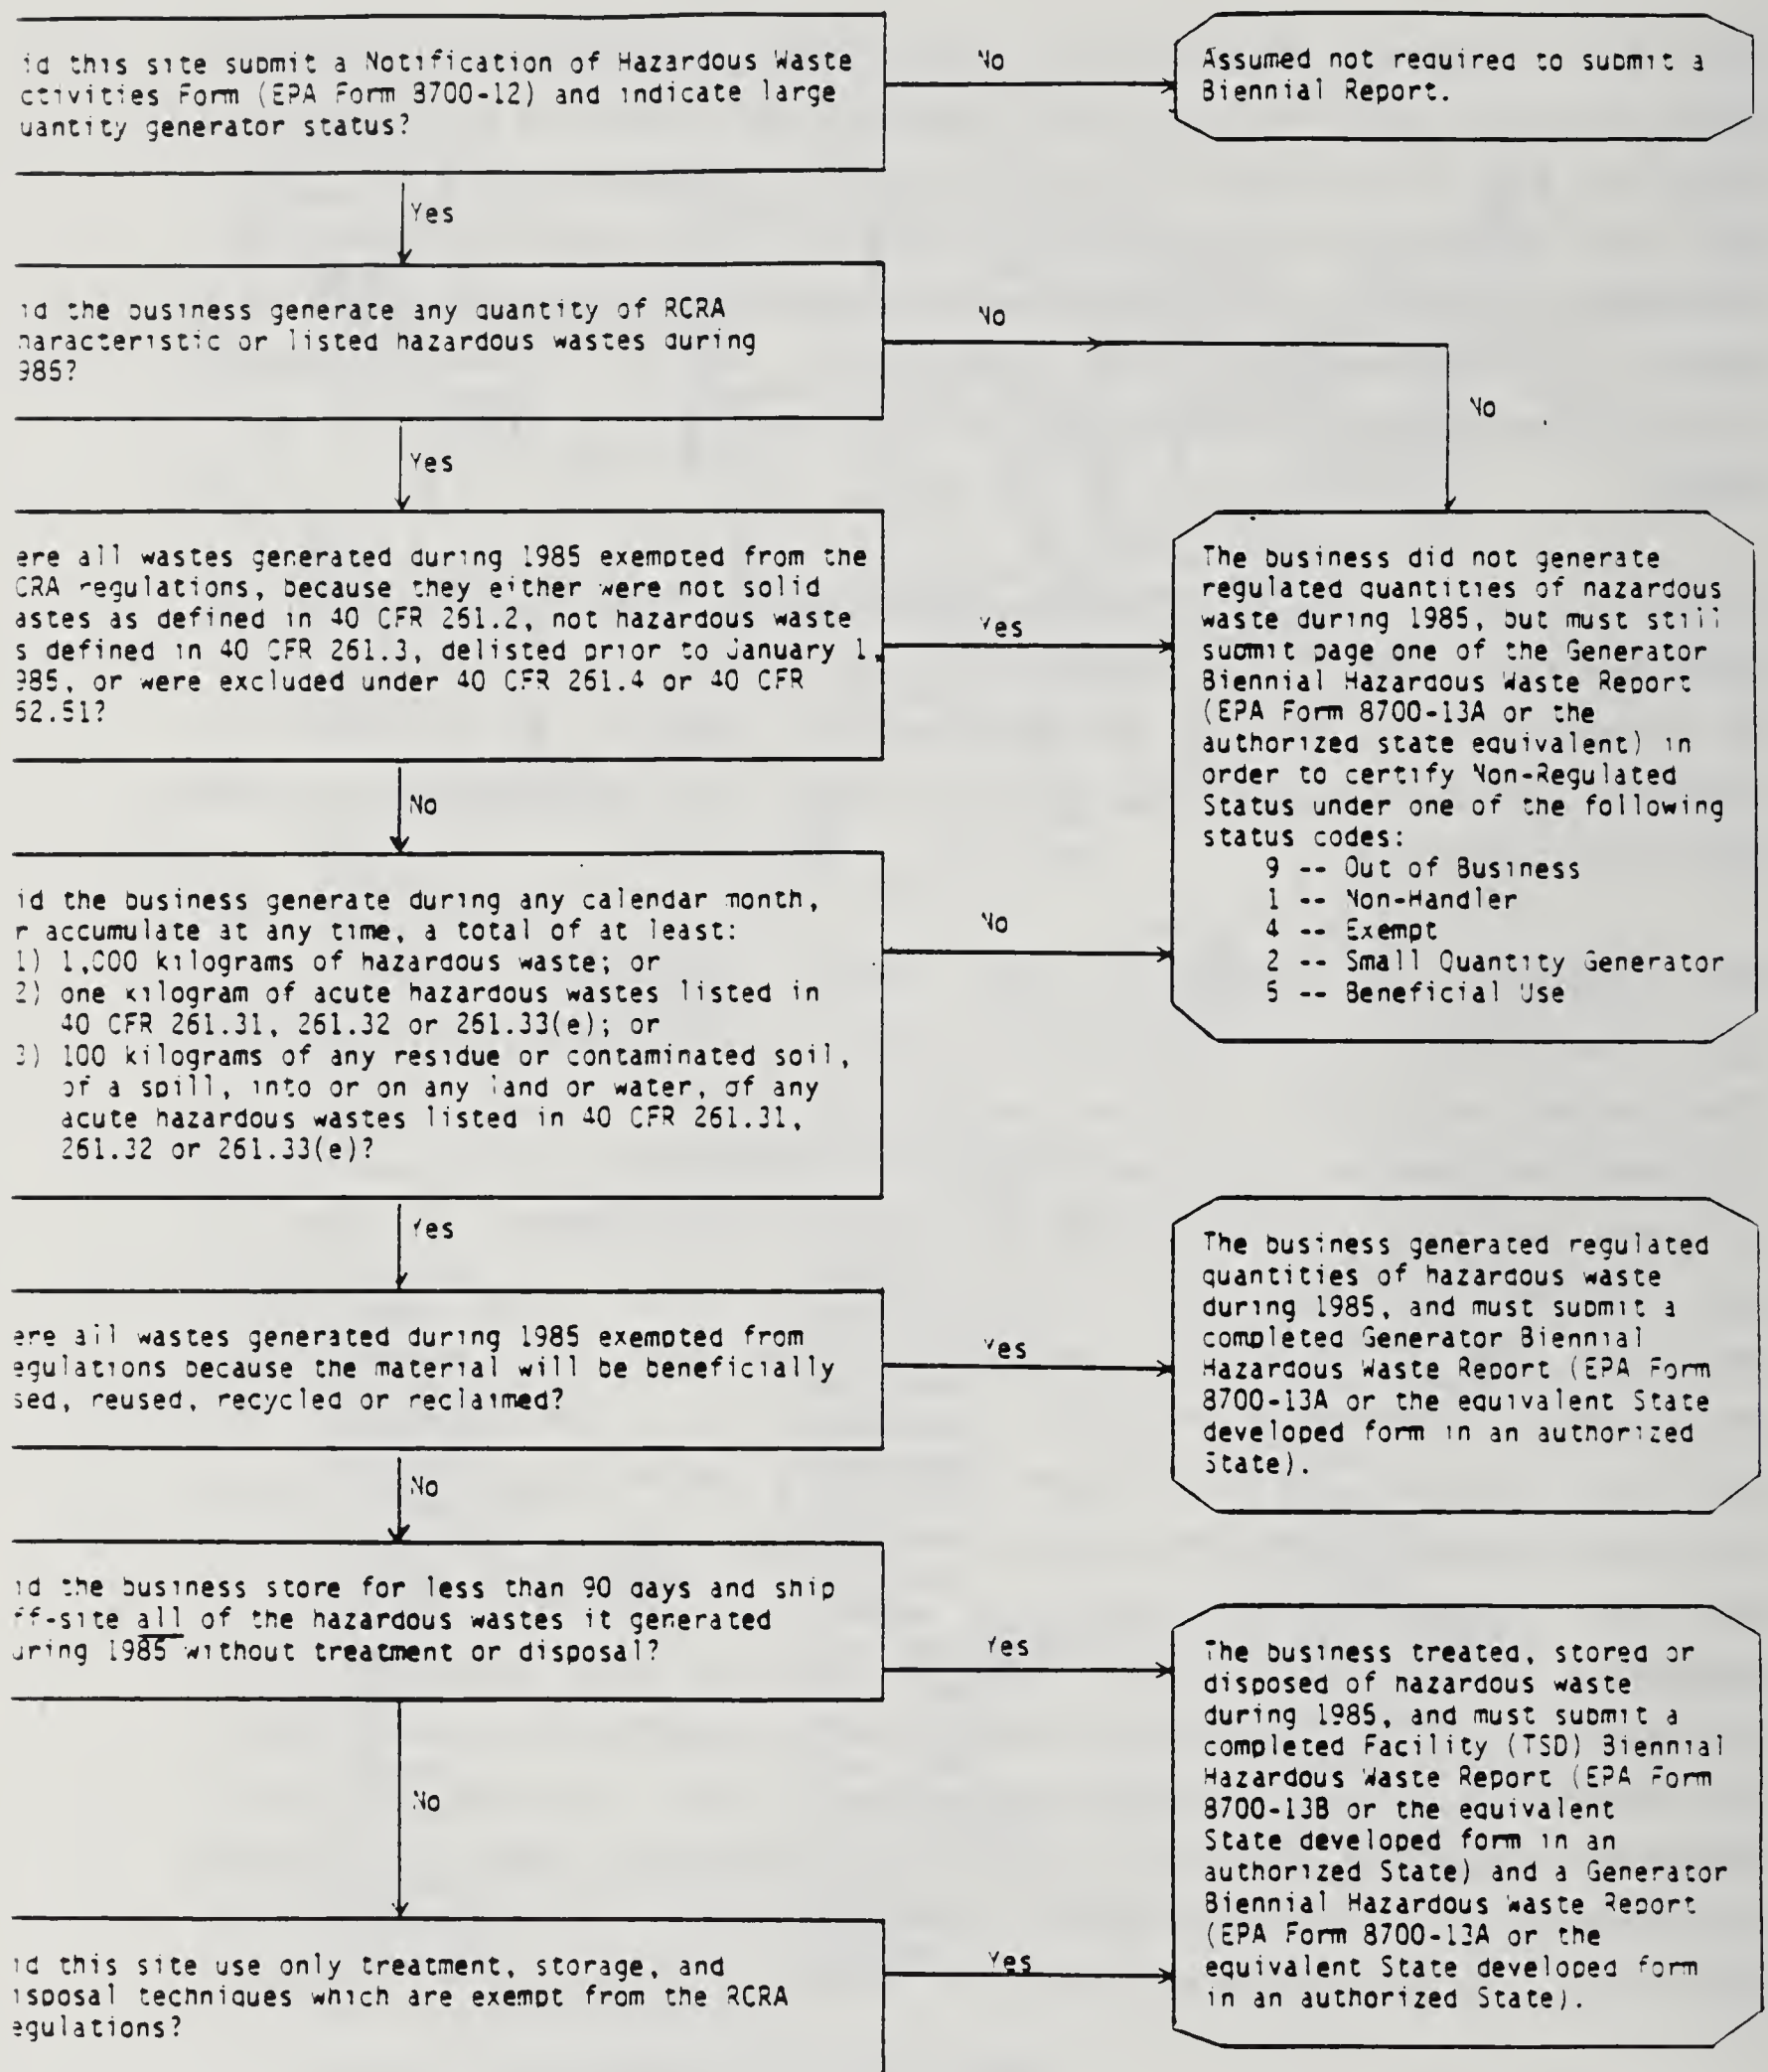 id this site submit a Notification of Hazardous Waste
ctivities Form (EPA Form 8700-12) and indicate large
uantity generator status?
No
Assumed not required to submit a
Biennial Report.
Yes
id the business generate any quantity of RCRA
haracteristic or listed hazardous wastes during
985?
No
No
Yes
ere all wastes generated during 1985 exempted from the
CRA regulations, because they either were not solid
astes as defined in 40 CFR 261.2, not hazardous waste
s defined in 40 CFR 261.3, delisted prior to January 1,
985, or were excluded under 40 CFR 261.4 or 40 CFR
62.51?
Yes
The business did not generate
regulated quantities of hazardous
waste during 1985, but must still
submit page one of the Generator
Biennial Hazardous Waste Report
(EPA Form 8700-13A or the
authorized state equivalent) in
order to certify Non-Regulated
Status under one of the following
status codes:
9 -- Out of Business
1 -- Non-Handler
4 -- Exempt
2 -- Small Quantity Generator
5 -- Beneficial Use
No
id the business generate during any calendar month,
r accumulate at any time, a total of at least:
1) 1,000 kilograms of hazardous waste; or
2) one kilogram of acute hazardous wastes listed in
40 CFR 261.31, 261.32 or 261.33(e); or
3) 100 kilograms of any residue or contaminated soil,
of a spill, into or on any land or water, of any
acute hazardous wastes listed in 40 CFR 261.31,
261.32 or 261.33(e)?
No
Yes
ere all wastes generated during 1985 exempted from
egulations because the material will be beneficially
sed, reused, recycled or reclaimed?
Yes
The business generated regulated
quantities of hazardous waste
during 1985, and must submit a
completed Generator Biennial
Hazardous Waste Report (EPA Form
8700-13A or the equivalent State
developed form in an authorized
State).
No
id the business store for less than 90 days and ship
ff-site all of the hazardous wastes it generated
uring 1985 without treatment or disposal?
Yes
The business treated, stored or
disposed of hazardous waste
during 1985, and must submit a
completed Facility (TSD) Biennial
Hazardous Waste Report (EPA Form
8700-13B or the equivalent
State developed form in an
authorized State) and a Generator
Biennial Hazardous Waste Report
(EPA Form 8700-13A or the
equivalent State developed form
in an authorized State).
No
id this site use only treatment, storage, and
isposal techniques which are exempt from the RCRA
egulations?
Yes